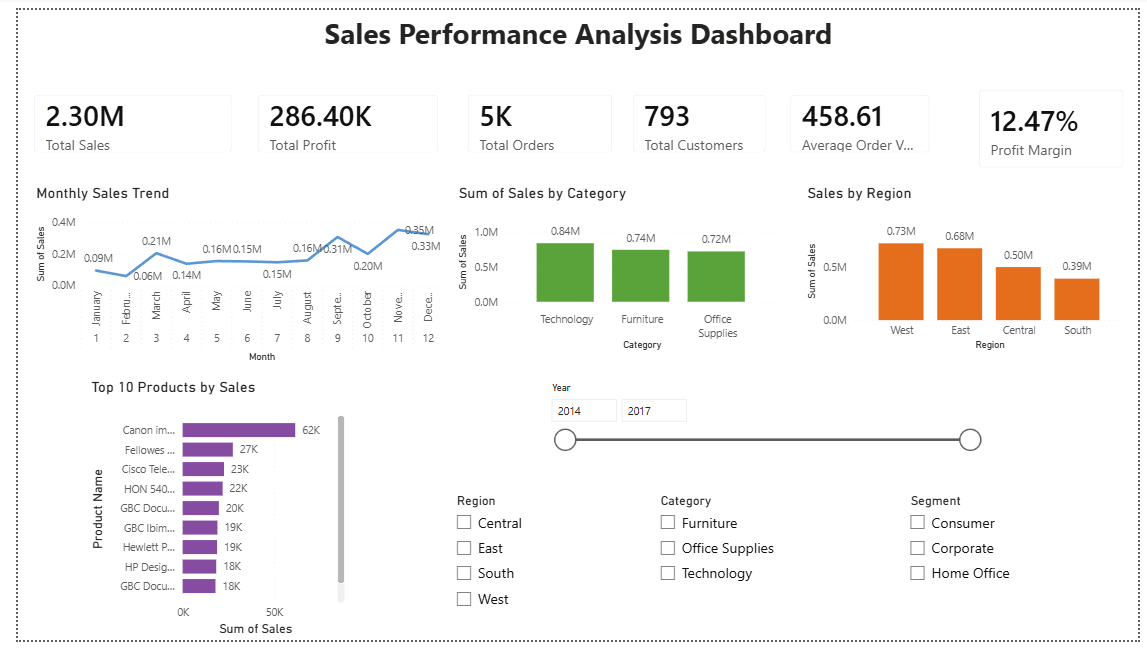 Sales Performance Analysis Dashboard
2.30M
Total Sales
286.40K
Total Profit
5K
Total Orders
793
Total Customers
458.61
Average Order V...
12.47%
Profit Margin
Monthly Sales Trend
Sum of Sales
0.4M
0.2M
0.0M
0.09M
0.06M
0.21M
0.14M
0.16M
0.15M
0.15M
0.16M
0.31M
0.20M
0.35M
0.33M
January
Febru...
March
April
May
June
July
August
Septe...
October
Nove...
Dece...
1 2 3 4 5 6 7 8 9 10 11 12
Month
Sum of Sales by Category
Sum of Sales
1.0M
0.5M
0.0M
0.84M
0.74M
0.72M
Technology
Furniture
Office
Supplies
Category
Sales by Region
Sum of Sales
0.5M
0.0M
0.73M
0.68M
0.50M
0.39M
West
East
Central
South
Region
Top 10 Products by Sales
Product Name
Canon im... 62K
Fellowes ... 27K
Cisco Tele... 23K
HON 540... 22K
GBC Docu... 20K
GBC Ibim... 19K
Hewlett P... 19K
HP Desig... 18K
GBC Docu... 18K
0K 50K
Sum of Sales
Year
2014 2017
Region
Central
East
South
West
Category
Furniture
Office Supplies
Technology
Segment
Consumer
Corporate
Home Office